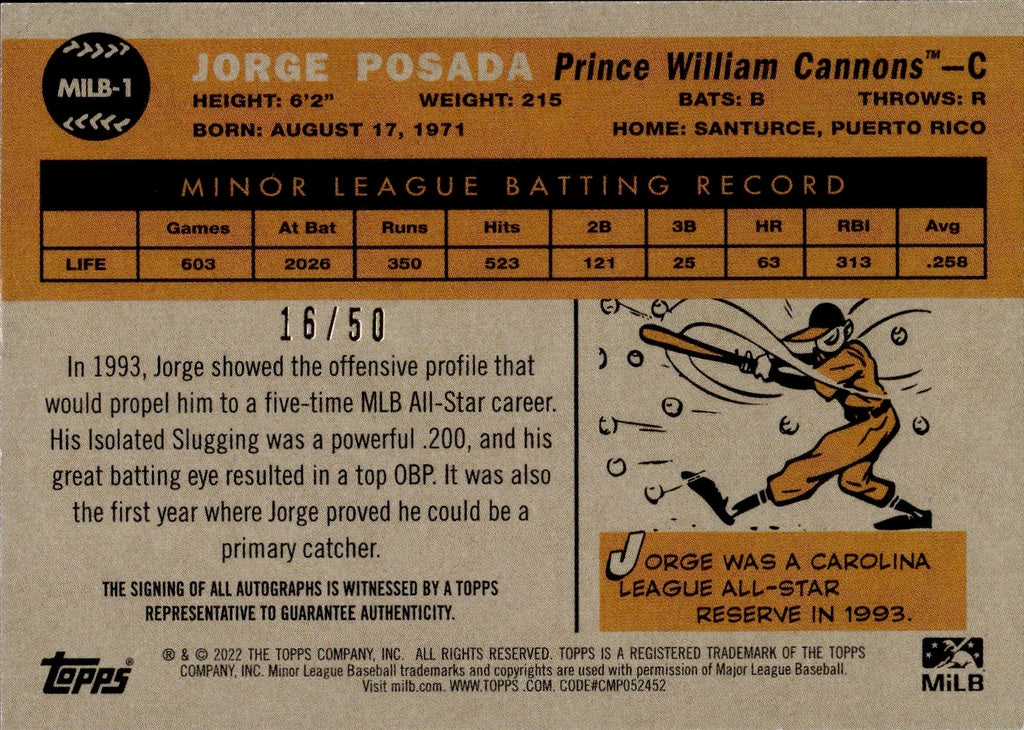 MILB-1
JORGE POSADA Prince William Cannons™—C
HEIGHT: 6'2" WEIGHT: 215 BATS: B THROWS: R
BORN: AUGUST 17, 1971 HOME: SANTURCE, PUERTO RICO
MINOR LEAGUE BATTING RECORD
Games At Bat Runs Hits 2B 3B HR RBI Avg
LIFE 603 2026 350 523 121 25 63 313 .258
16/50
In 1993, Jorge showed the offensive profile that
would propel him to a five-time MLB All-Star career.
His Isolated Slugging was a powerful .200, and his
great batting eye resulted in a top OBP. It was also
the first year where Jorge proved he could be a
primary catcher.
THE SIGNING OF ALL AUTOGRAPHS IS WITNESSED BY A TOPPS
REPRESENTATIVE TO GUARANTEE AUTHENTICITY.
JORGE WAS A CAROLINA
LEAGUE ALL-STAR
RESERVE IN 1993.
topps®
® & © 2022 THE TOPPS COMPANY, INC. ALL RIGHTS RESERVED. TOPPS IS A REGISTERED TRADEMARK OF THE TOPPS
COMPANY, INC. Minor League Baseball trademarks and copyrights are used with permission of Major League Baseball.
Visit milb.com. WWW.TOPPS .COM. CODE#CMP052452
MiLB